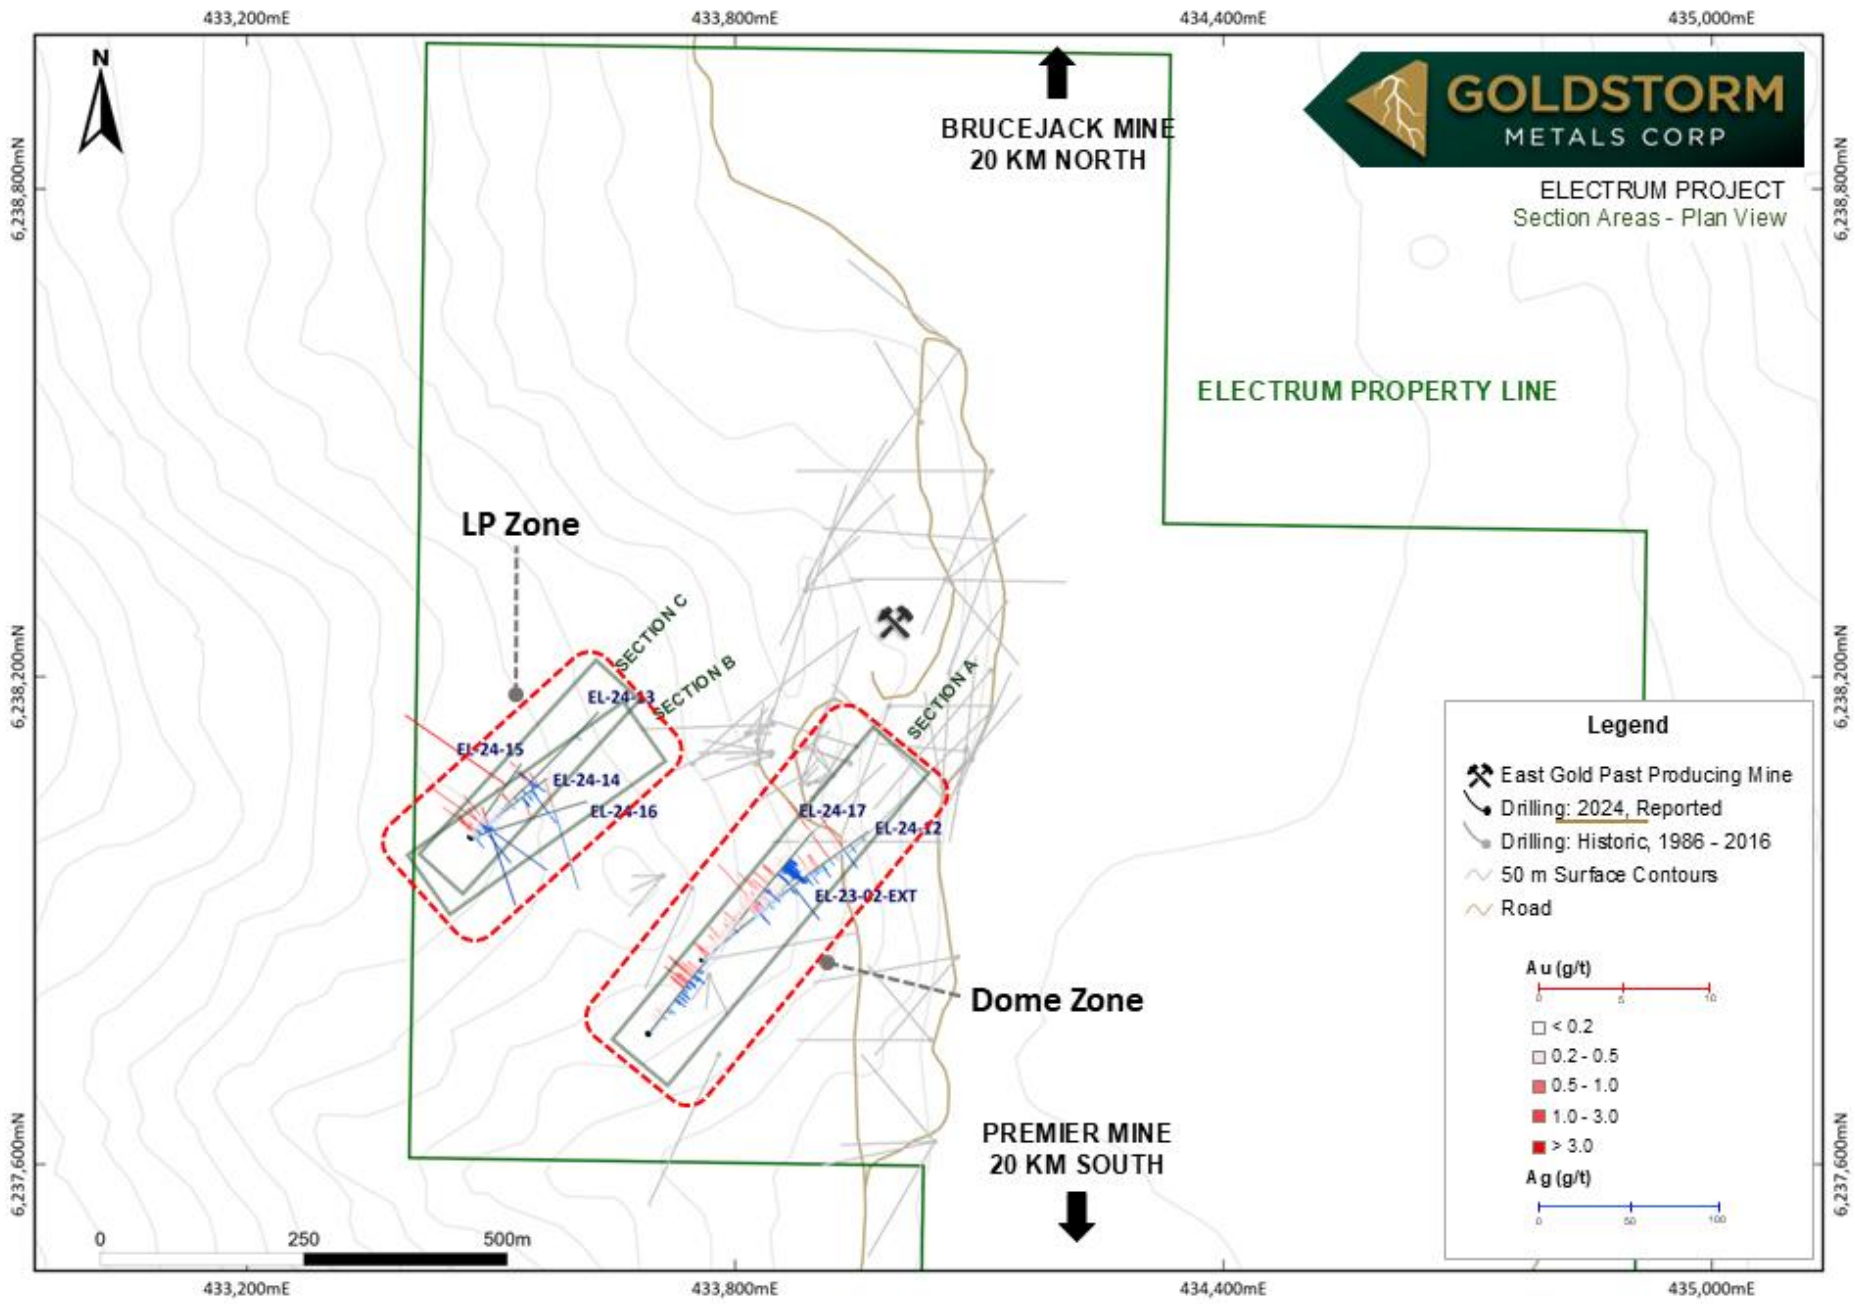 433,200mE
433,800mE
434,400mE
435,000mE
N
BRUCEJACK MINE
20 KM NORTH
GOLDSTORM
METALS CORP
ELECTRUM PROJECT
Section Areas - Plan View
6,238,800mN
6,238,800mN
ELECTRUM PROPERTY LINE
LP Zone
SECTION C
SECTION B
SECTION A
6,238,200mN
6,238,200mN
EL-24-13
EL-24-15
EL-24-14
EL-24-16
EL-24-17
EL-24-12
EL-23-02-EXT
Dome Zone
Legend
East Gold Past Producing Mine
Drilling: 2024, Reported
Drilling: Historic, 1986 - 2016
50 m Surface Contours
Road
Au (g/t)
0 5 10
< 0.2
0.2 - 0.5
0.5 - 1.0
1.0 - 3.0
> 3.0
Ag (g/t)
0 50 100
PREMIER MINE
20 KM SOUTH
6,237,600mN
6,237,600mN
0 250 500m
433,200mE
433,800mE
434,400mE
435,000mE